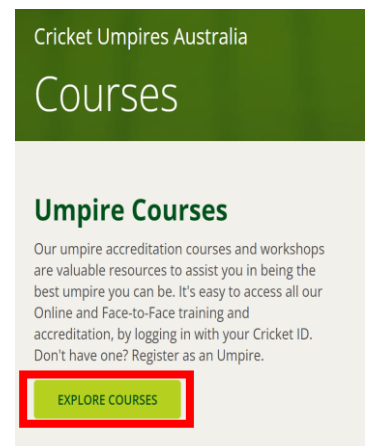 Cricket Umpires Australia
Courses
Umpire Courses
Our umpire accreditation courses and workshops
are valuable resources to assist you in being the
best umpire you can be. It's easy to access all our
Online and Face-to-Face training and
accreditation, by logging in with your Cricket ID.
Don't have one? Register as an Umpire.
EXPLORE COURSES